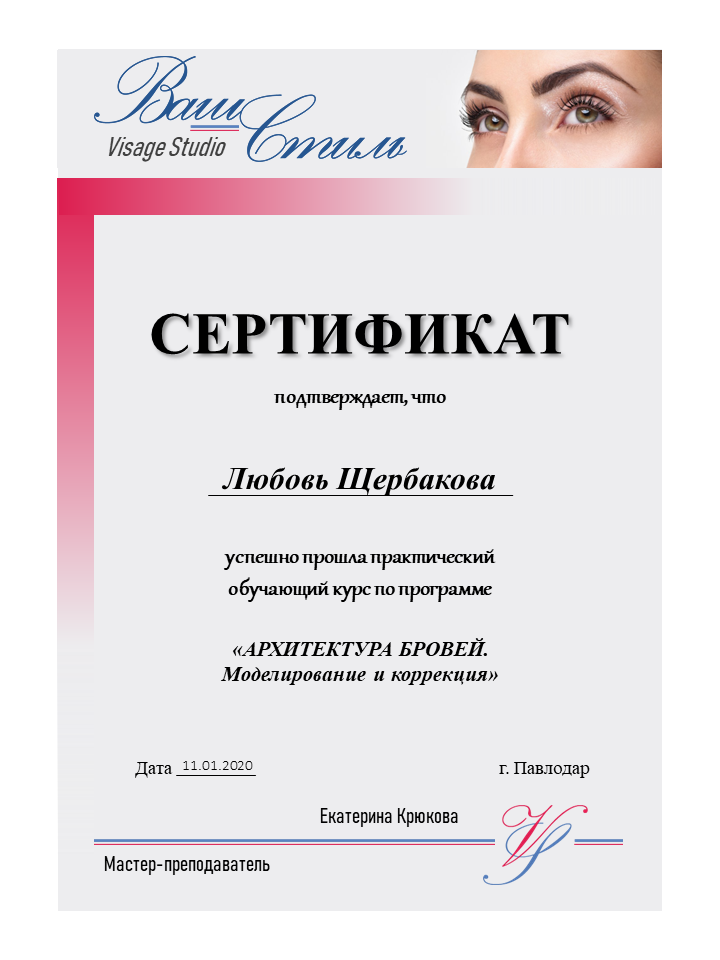 Ваш Стиль
Visage Studio
СЕРТИФИКАТ
подтверждает, что
Любовь Щербакова
успешно прошла практический
обучающий курс по программе
«АРХИТЕКТУРА БРОВЕЙ.
Моделирование и коррекция»
Дата 11.01.2020 г. Павлодар
Екатерина Крюкова
VS
Мастер-преподаватель